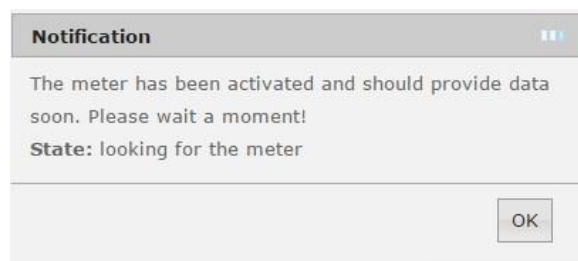 Notification
The meter has been activated and should provide data
soon. Please wait a moment!
State: looking for the meter
OK